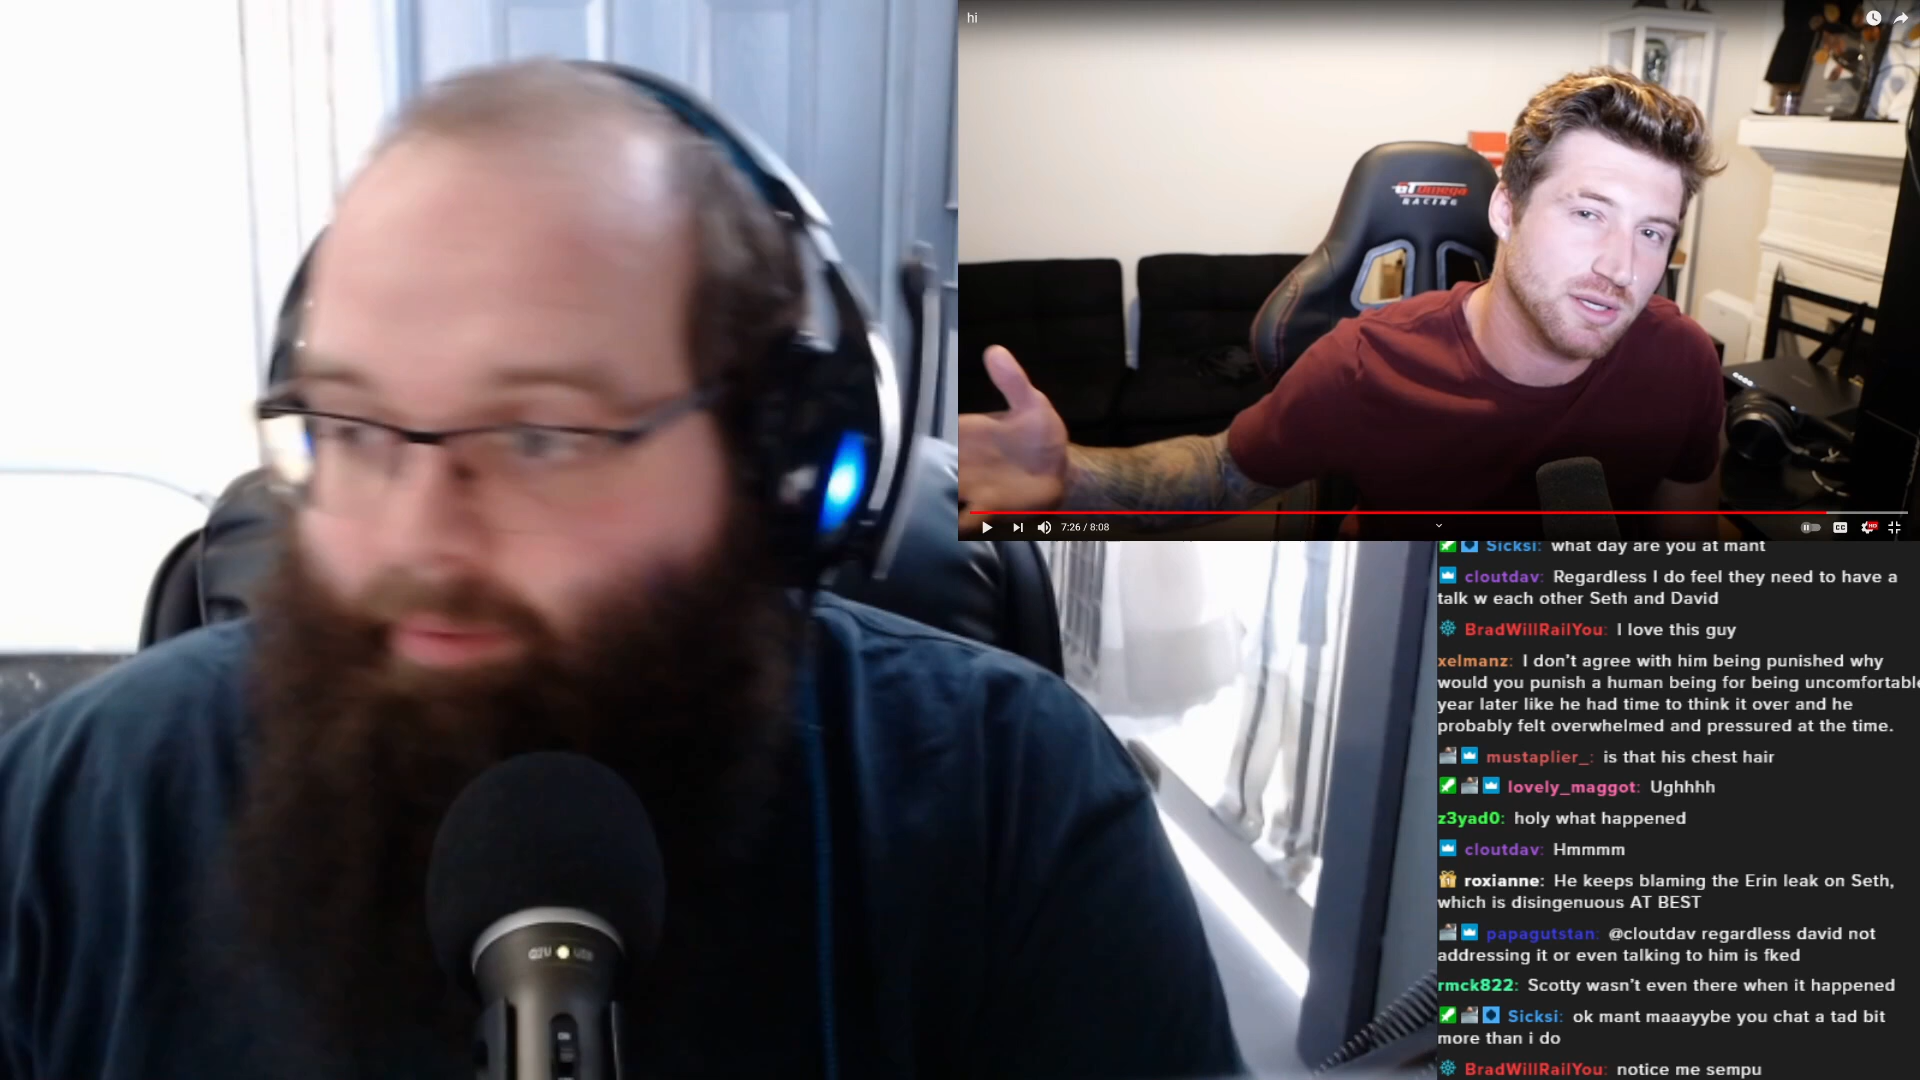 hi
GT omega
RACING
7:26 / 8:08
CC
HD
Sicksi: what day are you at mant
cloutdav: Regardless I do feel they need to have a
talk w each other Seth and David
BradWillRailYou: I love this guy
xelmanz: I don't agree with him being punished why
would you punish a human being for being uncomfortable
year later like he had time to think it over and he
probably felt overwhelmed and pressured at the time.
mustaplier_: is that his chest hair
lovely_maggot: Ughhhh
z3yad0: holy what happened
cloutdav: Hmmmm
1
roxianne: He keeps blaming the Erin leak on Seth,
which is disingenuous AT BEST
papagutstan: @cloutdav regardless david not
addressing it or even talking to him is fked
rmck822: Scotty wasn't even there when it happened
Sicksi: ok mant maaayybe you chat a tad bit
more than i do
BradWillRailYou: notice me sempu